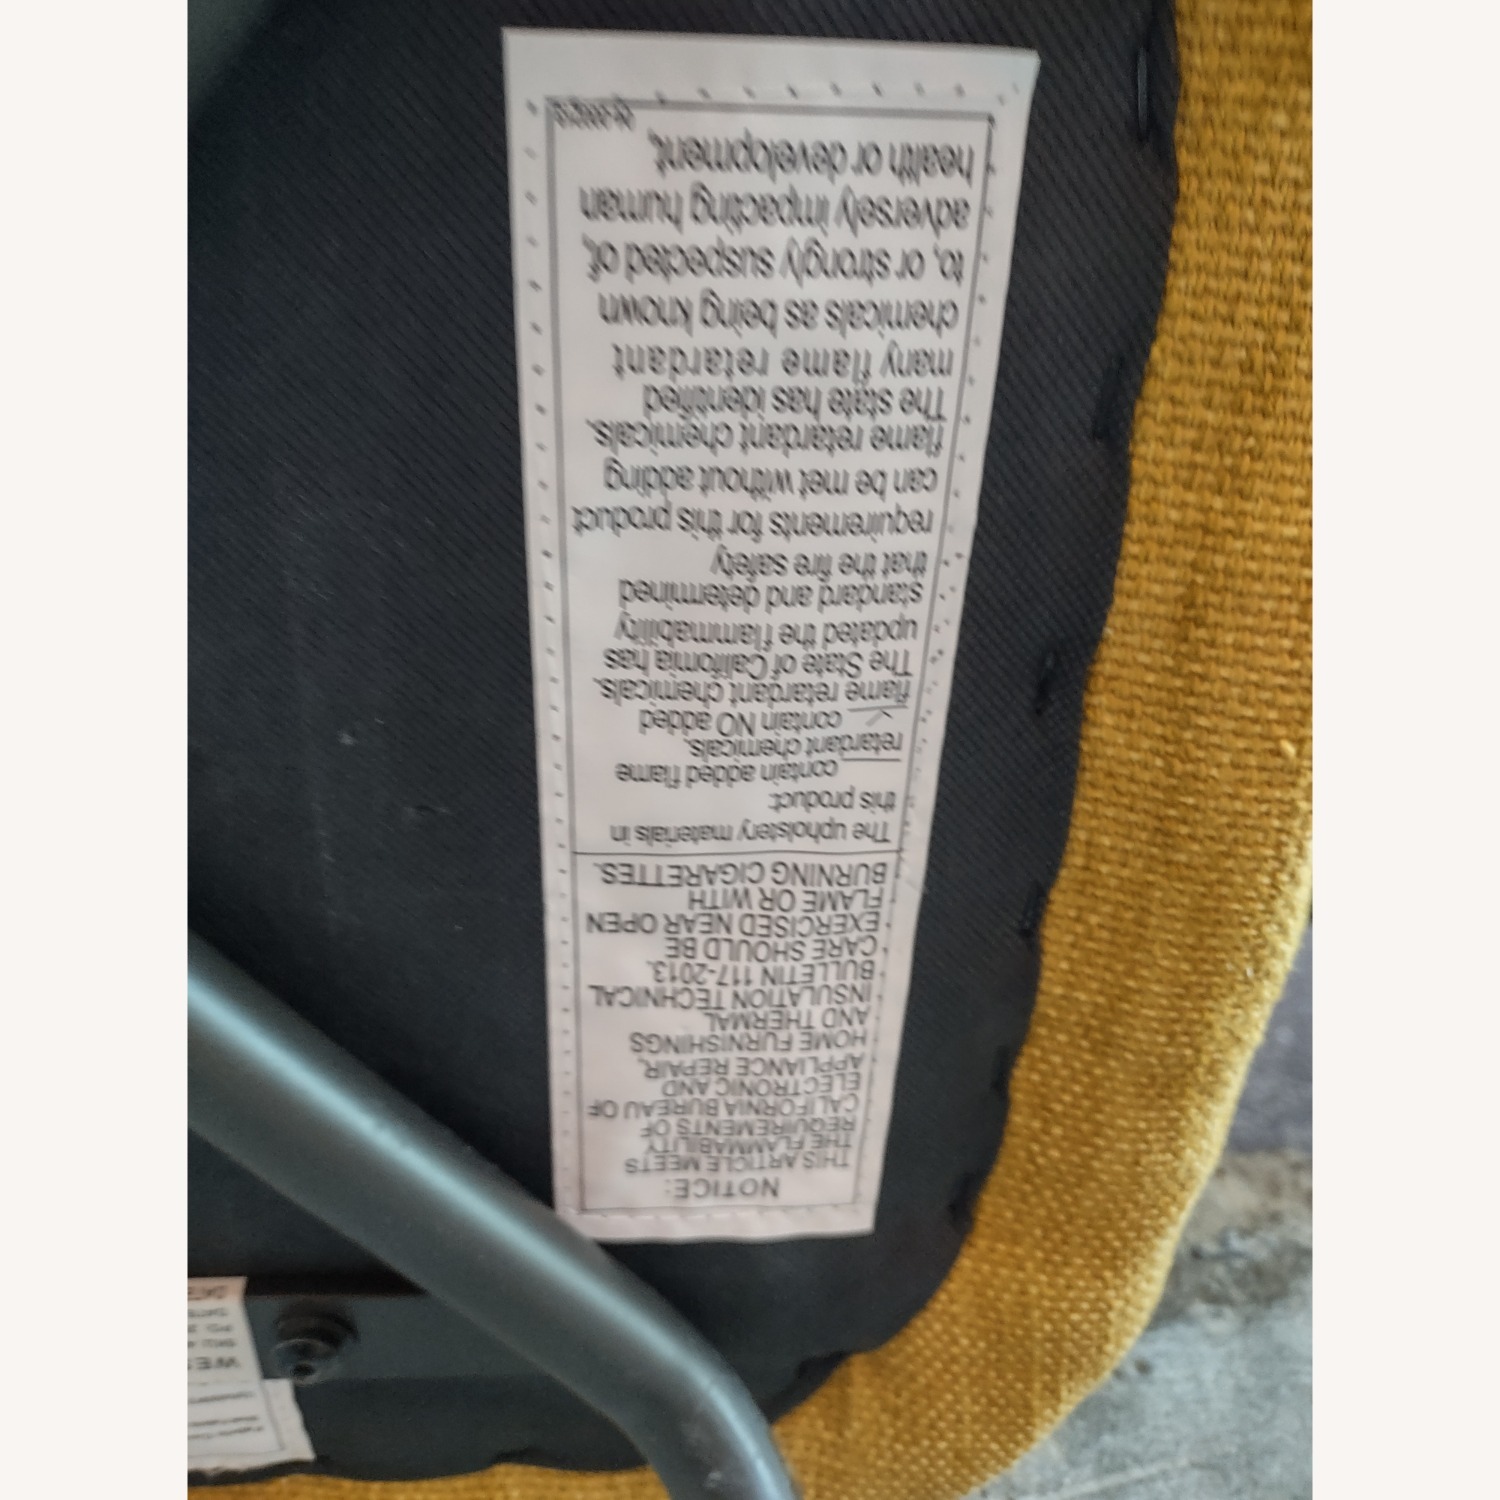 NOTICE:
THIS ARTICLE MEETS
THE FLAMMABILITY
REQUIREMENTS OF
CALIFORNIA BUREAU OF
ELECTRONIC AND
APPLIANCE REPAIR,
HOME FURNISHINGS
AND THERMAL
INSULATION TECHNICAL
BULLETIN 117-2013.
CARE SHOULD BE
EXERCISED NEAR OPEN
FLAME OR WITH
BURNING CIGARETTES.
The upholstery materials in
this product:
contain added flame
retardant chemicals.
contain NO added
flame retardant chemicals.
The State of California has
updated the flammability
standard and determined
that the fire safety
requirements for this product
can be met without adding
flame retardant chemicals.
The state has identified
many flame retardant
chemicals as being known
to, or strongly suspected of,
adversely impacting human
health or development.
WES
SKU
PO
DATE